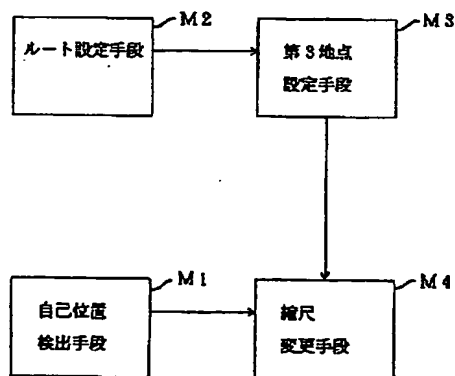 M2
ルート設定手段
M3
第3地点
設定手段
M1
自己位置
検出手段
M4
縮尺
変更手段